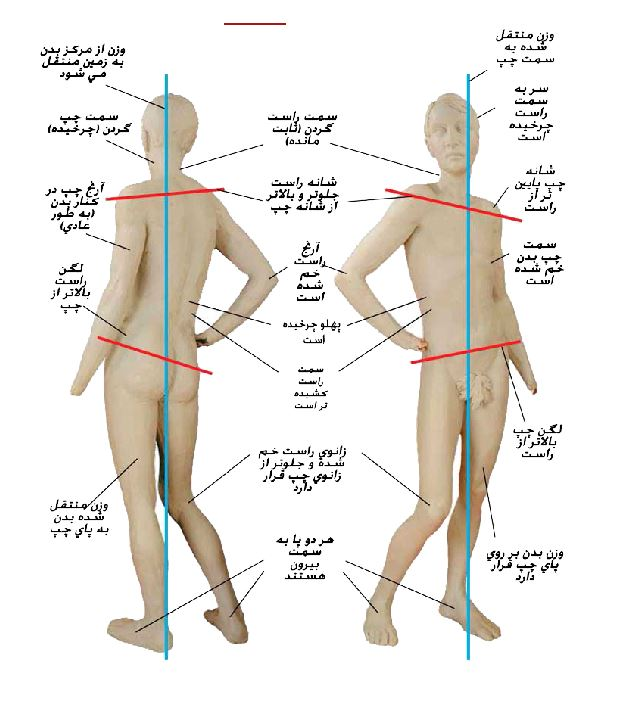 وزن از مرکز بدن
به زمین منتقل
می شود
سمت چپ
گردن (چرخیده)
آرنج چپ در
کنار بدن
(به طور
عادی)
لگن
راست
بالاتر از
چپ
وزن منتقل
شده بدن
به پای چپ
سمت راست
گردن (ثابت
مانده)
شانه راست
جلوتر و بالاتر
از شانه چپ
آرنج
راست
خم
شده
است
پهلو چرخیده
است
سمت
راست
کشیده
تر است
زانوی راست خم
شده و جلوتر از
زانوی چپ قرار
دارد
هر دو پا به
سمت
بیرون
هستند
وزن منتقل
شده به
سمت چپ
سر به
سمت
راست
چرخیده
است
شانه
چپ پایین
تر از
راست
سمت
چپ بدن
خم شده
است
لگن چپ
بالاتر از
راست
وزن بدن بر روی
پای چپ قرار
دارد